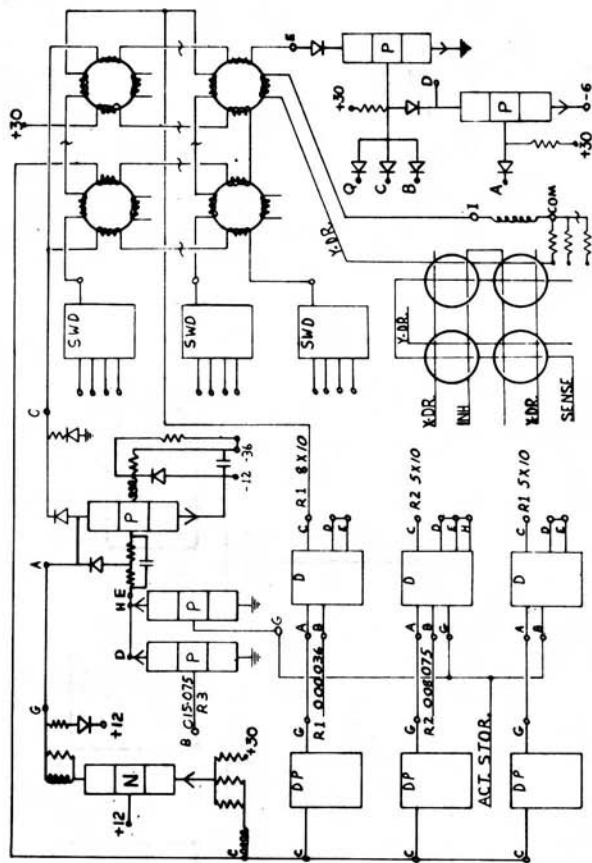 +30
E
P
+30
D
P
-6
Q
C
B
A
+30
Y-DR.
I
COM
SWD
SWD
SWD
C
Y-DR.
X-DR.
INH
X-DR.
SENSE
A
P
-12
-36
H E
D
P
P
G
B
C15-075
R3
G
+12
N
+12
+30
C
R1 8X10
C
D
E
D
A
B
R1 000036
G
DP
C
R2 5X10
C
D
E
H
D
A
B
G
R2 008075
G
DP
ACT. STOR.
R1 5X10
C
D
E
D
A
B
G
DP
C